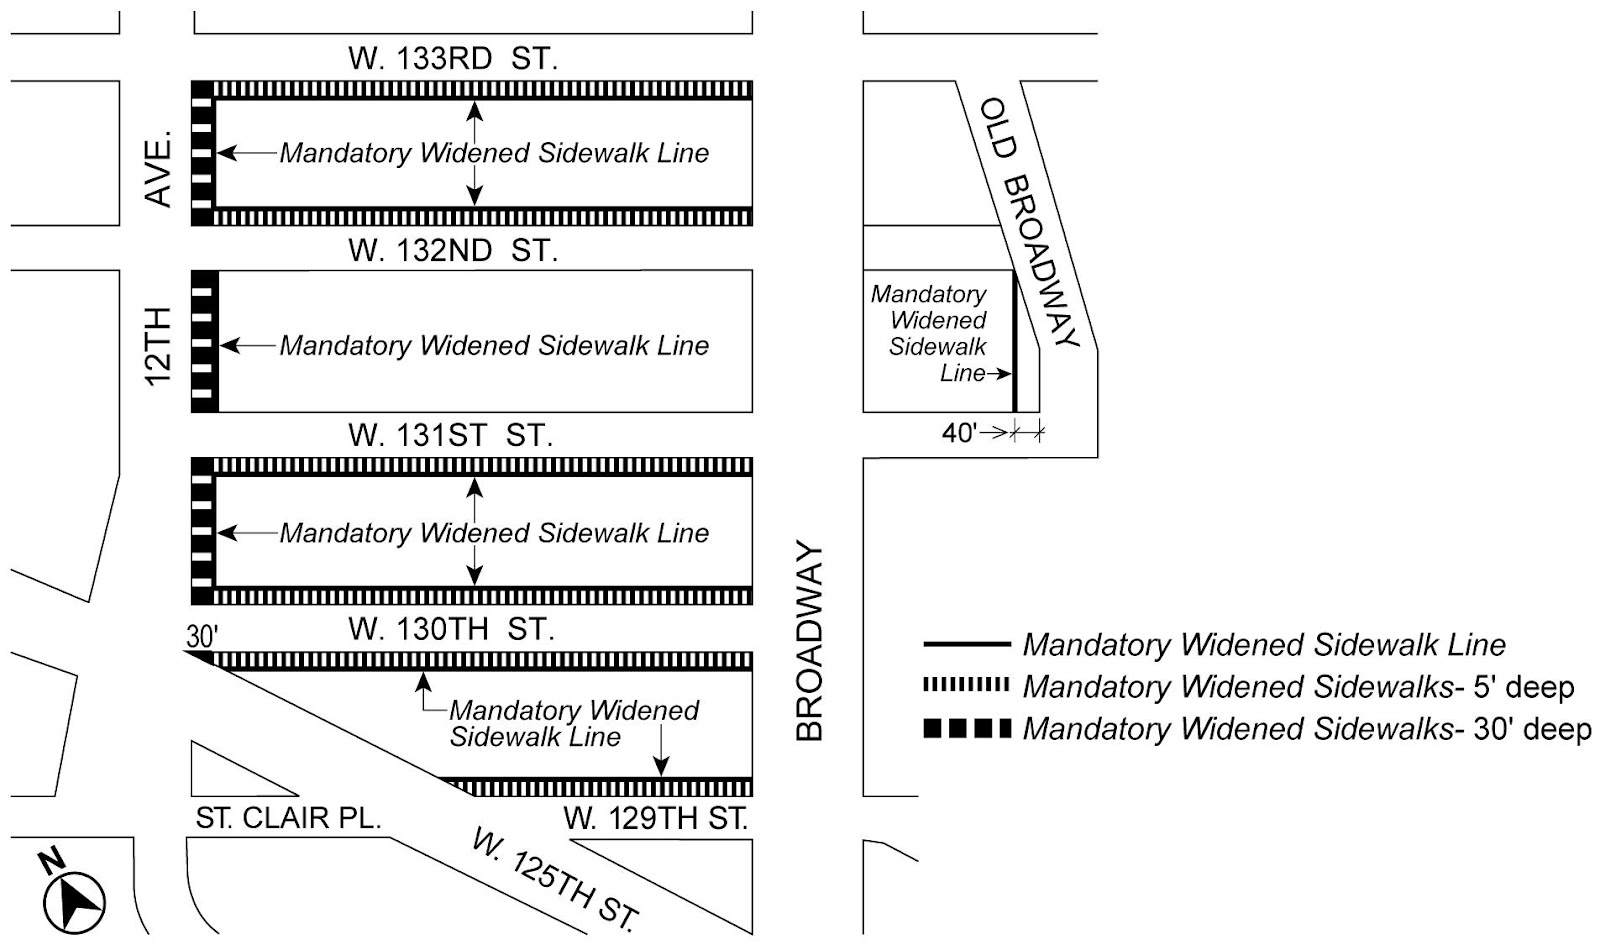 W. 133RD ST.
OLD BROADWAY
AVE.
Mandatory Widened Sidewalk Line
W. 132ND ST.
Mandatory
Widened
Sidewalk
Line
12TH
Mandatory Widened Sidewalk Line
W. 131ST ST.
40'
Mandatory Widened Sidewalk Line
BROADWAY
30'
W. 130TH ST.
Mandatory Widened
Sidewalk Line
Mandatory Widened Sidewalk Line
Mandatory Widened Sidewalks- 5' deep
Mandatory Widened Sidewalks- 30' deep
ST. CLAIR PL.
W. 129TH ST.
W. 125TH ST.
N